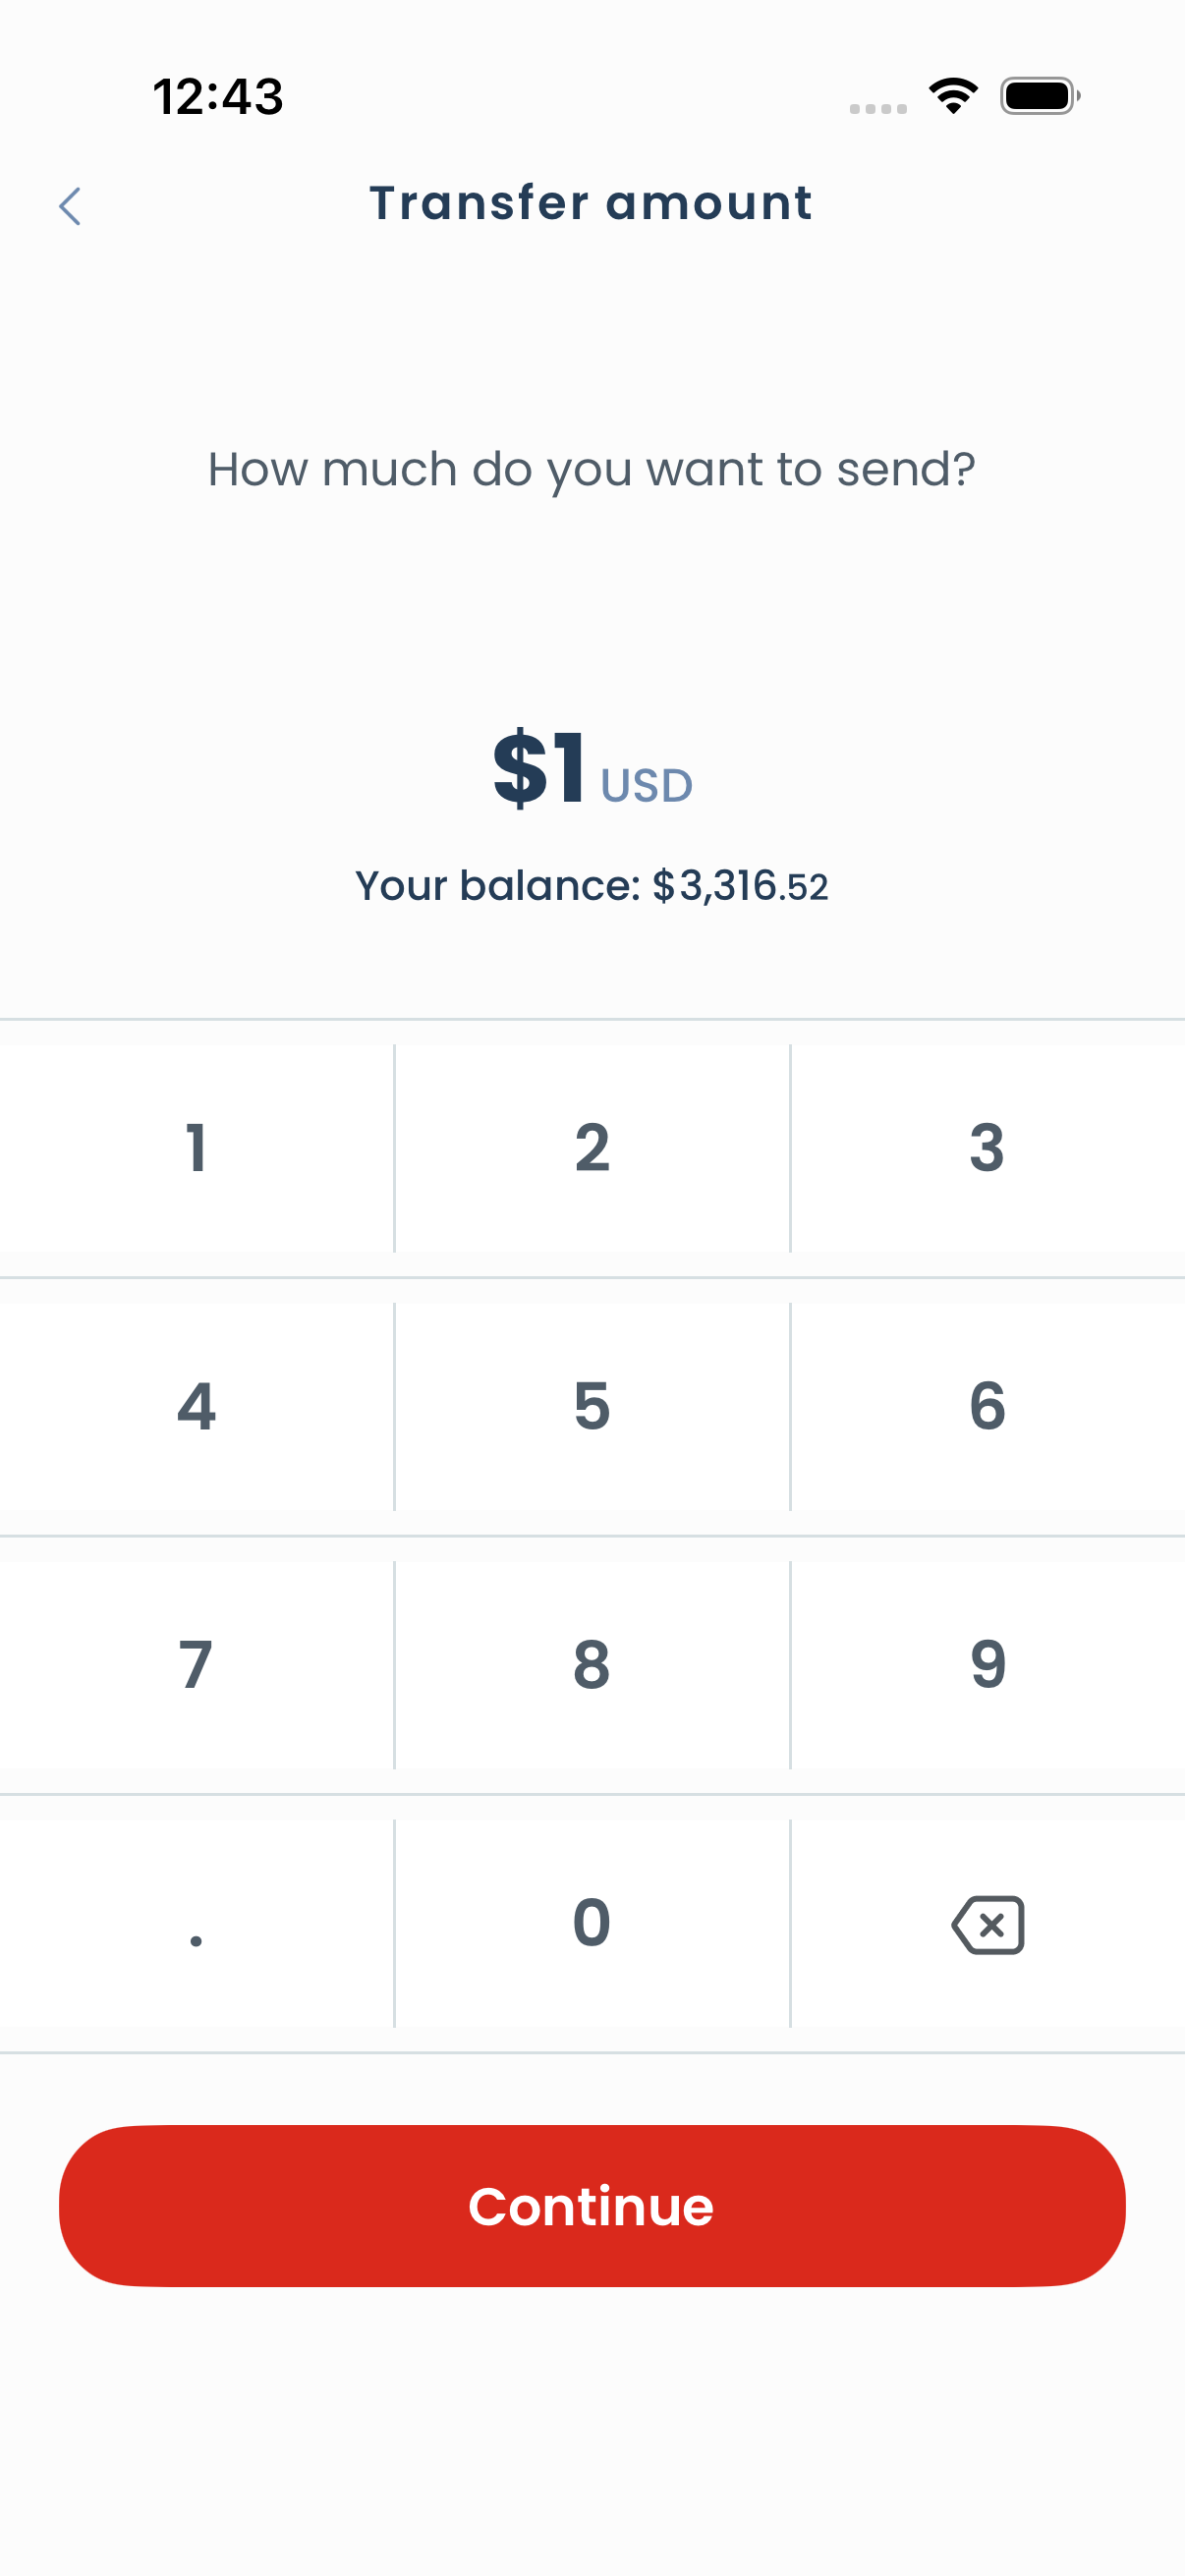 12:43
Transfer amount
How much do you want to send?
$1 USD
Your balance: $3,316.52
1 2 3
4 5 6
7 8 9
. 0
Continue